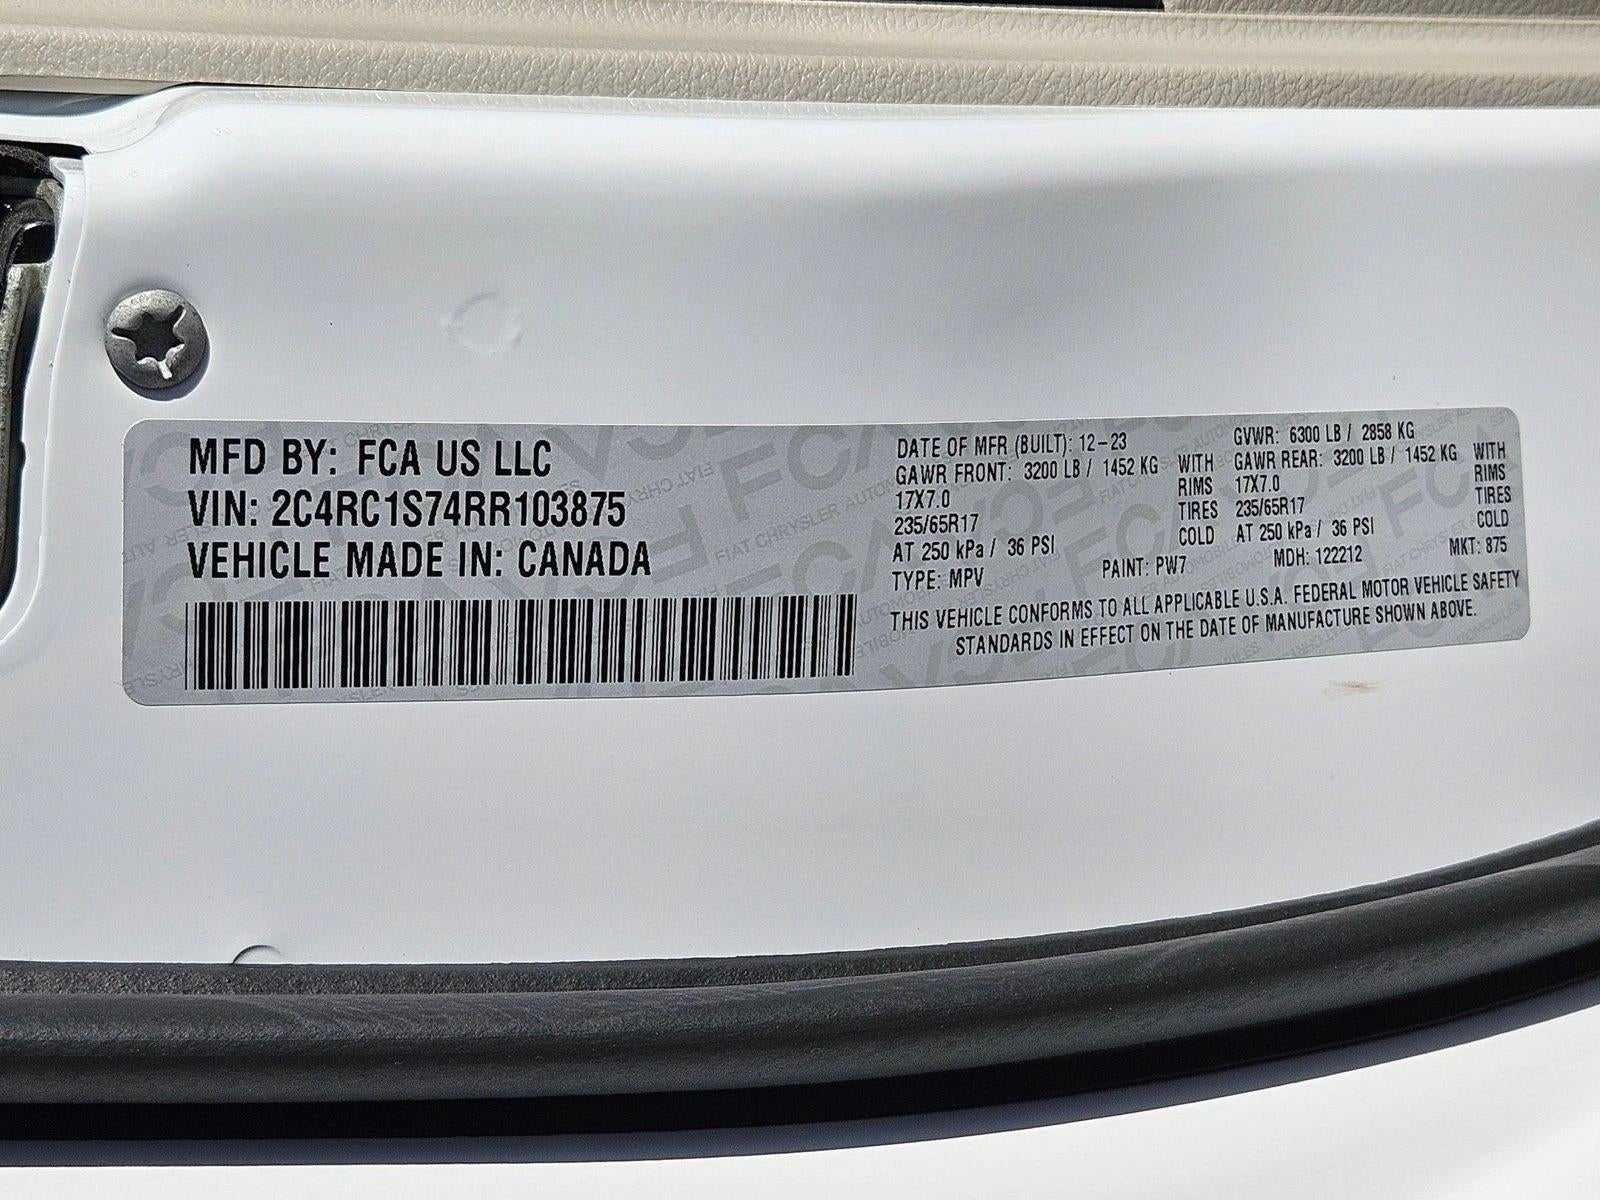 MFD BY: FCA US LLC
VIN: 2C4RC1S74RR103875
VEHICLE MADE IN: CANADA
DATE OF MFR (BUILT): 12-23
GAWR FRONT: 3200 LB / 1452 KG WITH
17X7.0 RIMS
235/65R17 TIRES
AT 250 kPa / 36 PSI COLD
TYPE: MPV
GVWR: 6300 LB / 2858 KG
GAWR REAR: 3200 LB / 1452 KG WITH
17X7.0 RIMS
235/65R17 TIRES
AT 250 kPa / 36 PSI COLD
PAINT: PW7 MDH: 122212 MKT: 875
THIS VEHICLE CONFORMS TO ALL APPLICABLE U.S.A. FEDERAL MOTOR VEHICLE SAFETY
STANDARDS IN EFFECT ON THE DATE OF MANUFACTURE SHOWN ABOVE.